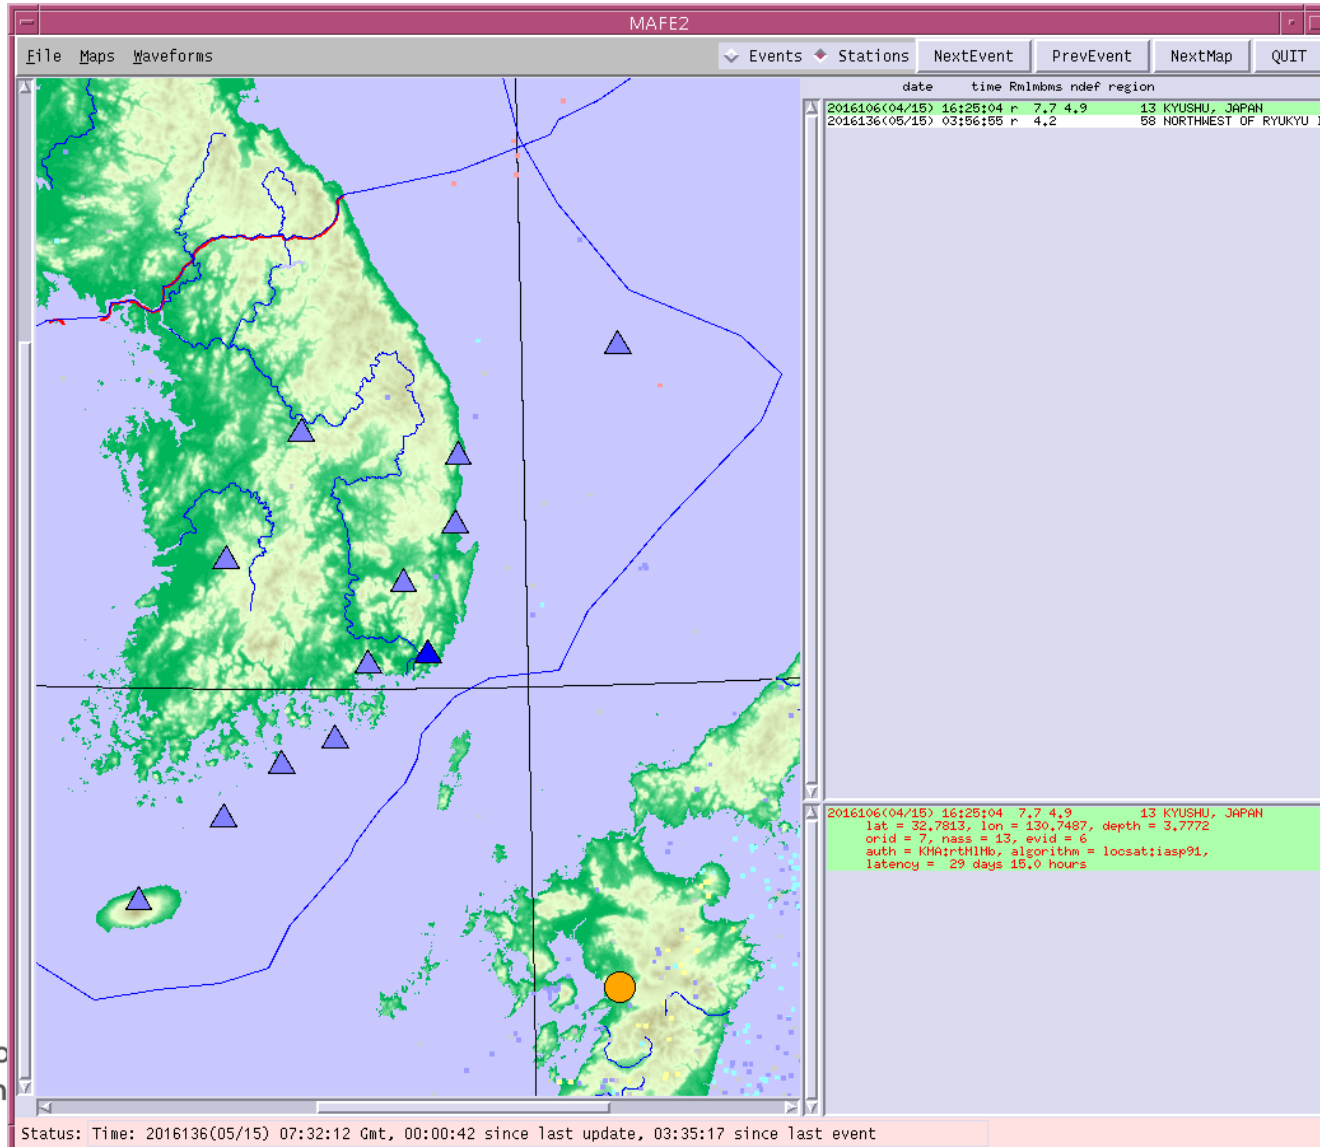 MAFE2
File Maps Waveforms Events Stations NextEvent PrevEvent NextMap QUIT
date time Rmlmbms ndef region
2016106(04/15) 16:25:04 r 7.7 4.9 13 KYUSHU, JAPAN
2016136(05/15) 03:56:55 r 4.2 58 NORTHWEST OF RYUKYU
2016106(04/15) 16:25:04 7.7 4.9 13 KYUSHU, JAPAN
lat = 32.7813, lon = 130.7487, depth = 3.7772
orid = 7, nass = 13, evid = 6
auth = KMA:rtMlMb, algorithm = locsat:iasp91,
latency = 29 days 15.0 hours
Status: Time: 2016136(05/15) 07:32:12 Gmt, 00:00:42 since last update, 03:35:17 since last event